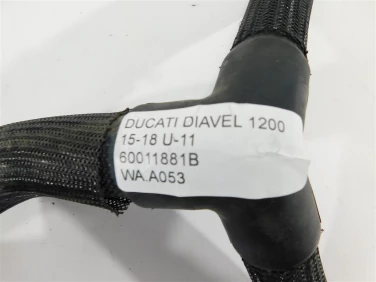 DUCATI DIAVEL 1200
15-18 U-11
60011881B
WA.A053